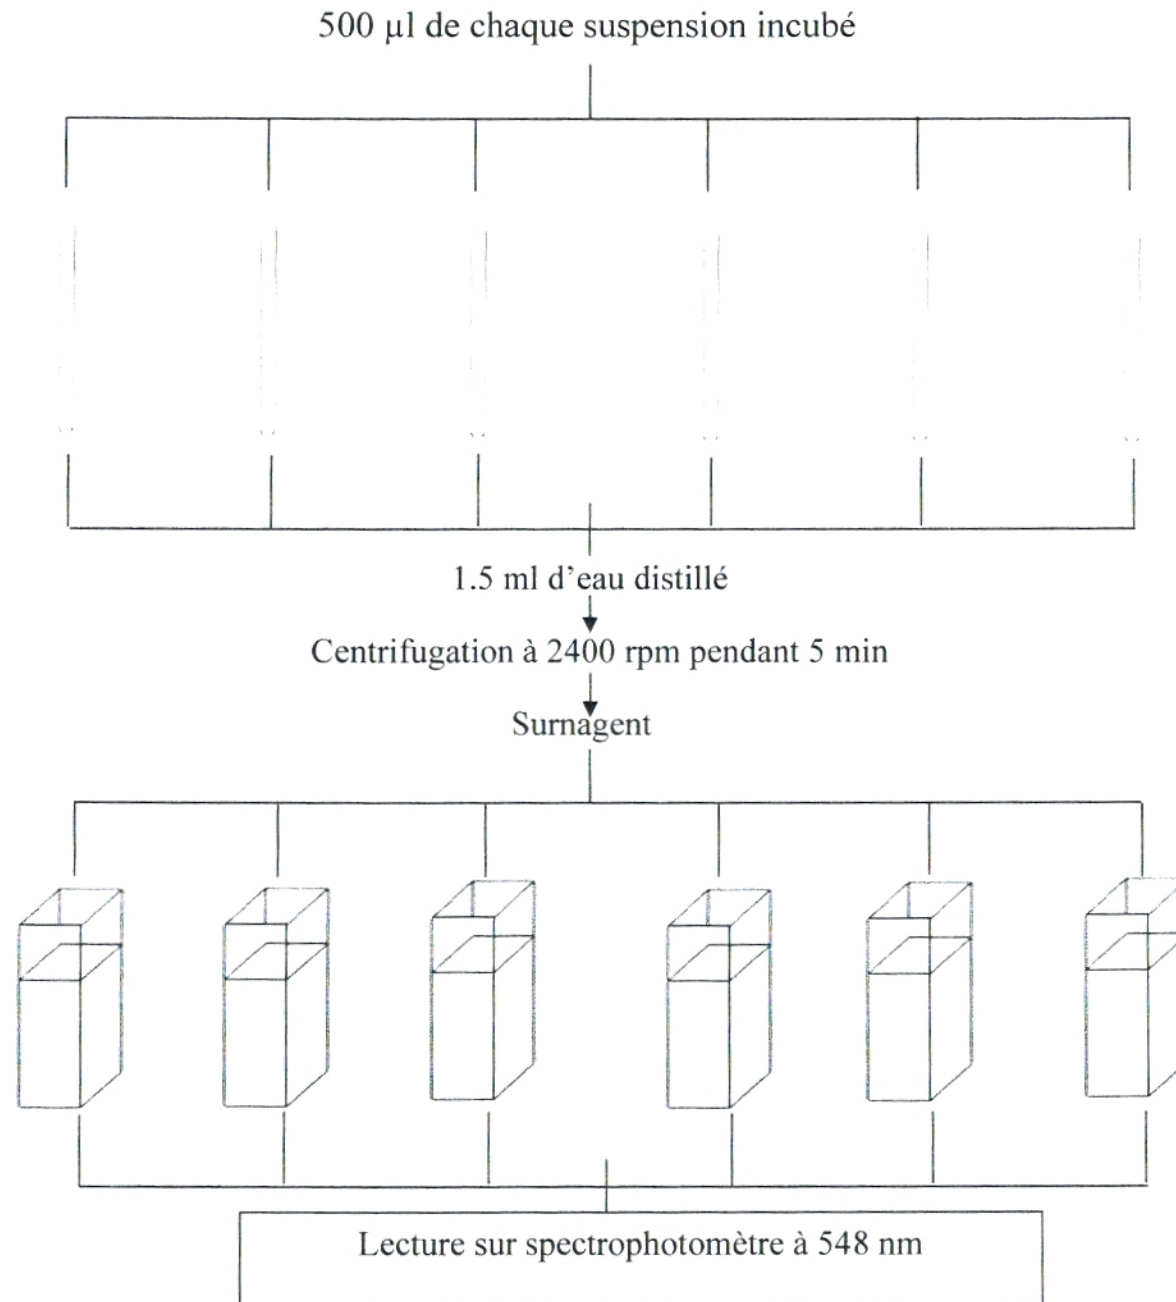 500 µl de chaque suspension incubé
1.5 ml d’eau distillé
Centrifugation à 2400 rpm pendant 5 min
Surnagent
Lecture sur spectrophotomètre à 548 nm